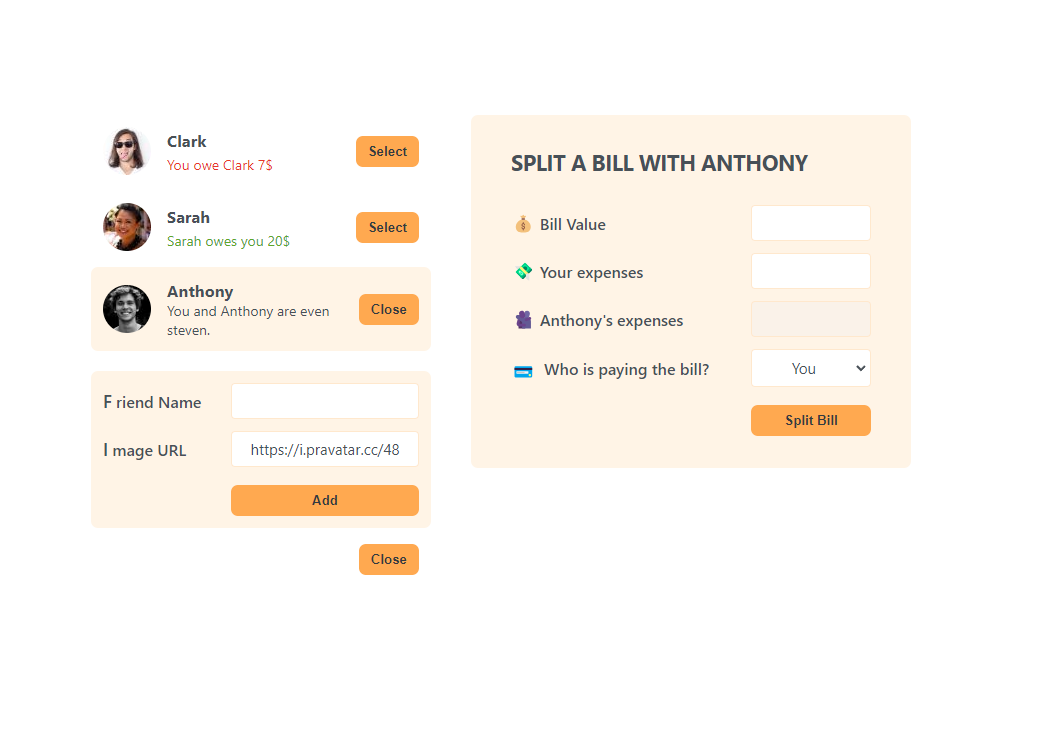 Clark
You owe Clark 7$
Select
Sarah
Sarah owes you 20$
Select
Anthony
You and Anthony are even
steven.
Close
F riend Name
I mage URL
https://i.pravatar.cc/48
Add
Close
SPLIT A BILL WITH ANTHONY
Bill Value
Your expenses
Anthony's expenses
Who is paying the bill?
You
Split Bill